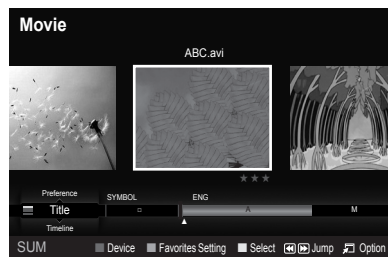 Movie
ABC.avi
Preference
SYMBOL ENG
Title A M
Timeline
SUM Device Favorites Setting Select Jump Option